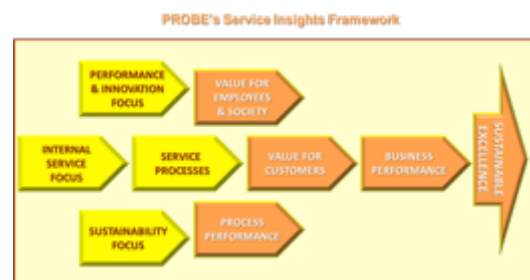 PROBE's Service Insights Framework
PERFORMANCE
& INNOVATION
FOCUS
VALUE FOR
EMPLOYEES
& SOCIETY
INTERNAL
SERVICE
FOCUS
SERVICE
PROCESSES
VALUE FOR
CUSTOMERS
BUSINESS
PERFORMANCE
SUSTAINABLE
EXCELLENCE
SUSTAINABILITY
FOCUS
PROCESS
PERFORMANCE